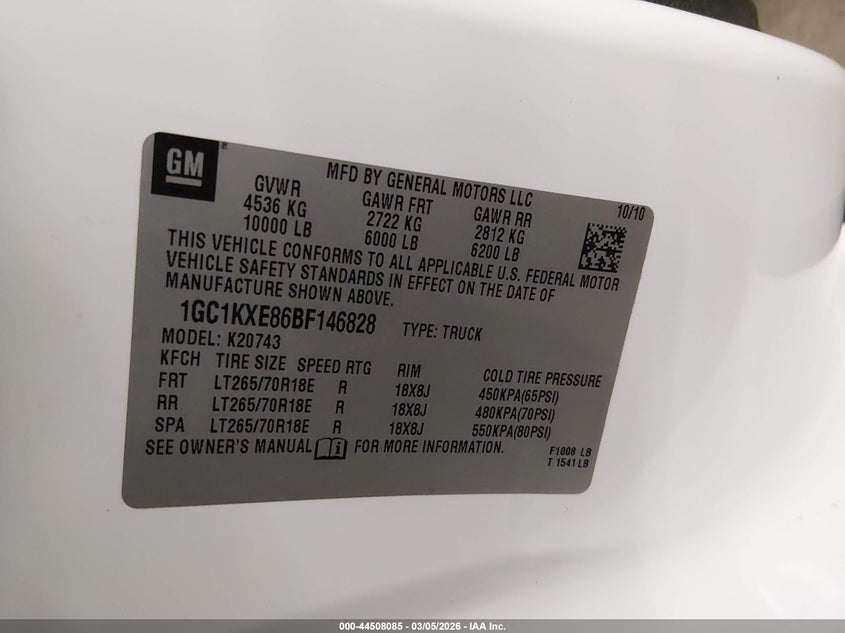 GM
MFD BY GENERAL MOTORS LLC
10/10
GVWR GAWR FRT GAWR RR
4536 KG 2722 KG 2812 KG
10000 LB 6000 LB 6200 LB
THIS VEHICLE CONFORMS TO ALL APPLICABLE U.S. FEDERAL MOTOR
VEHICLE SAFETY STANDARDS IN EFFECT ON THE DATE OF
MANUFACTURE SHOWN ABOVE.
1GC1KXE86BF146828 TYPE: TRUCK
MODEL: K20743
KFCH TIRE SIZE SPEED RTG RIM COLD TIRE PRESSURE
FRT LT265/70R18E R 18X8J 450KPA(65PSI)
RR LT265/70R18E R 18X8J 480KPA(70PSI)
SPA LT265/70R18E R 18X8J 550KPA(80PSI)
SEE OWNER'S MANUAL i FOR MORE INFORMATION.
F1008 LB
T 1541 LB
000-44508085 — 03/05/2026 — IAA Inc.